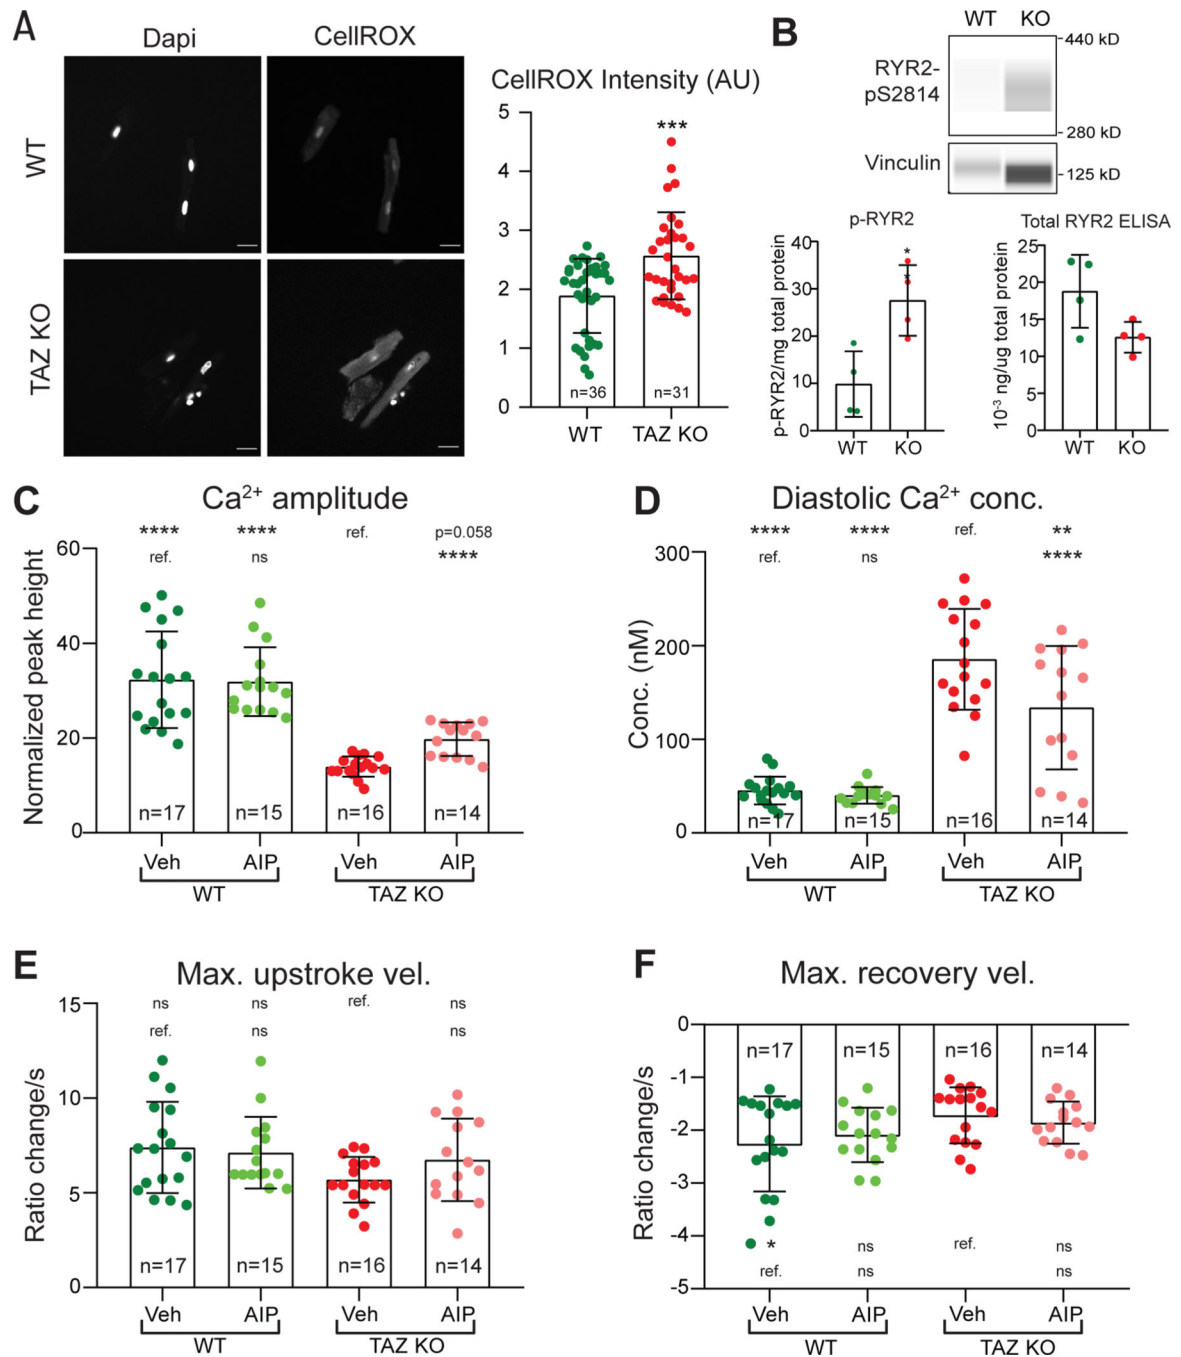 A
Dapi
CellROX
WT
TAZ KO
CellROX Intensity (AU)
5
4
3
2
1
0
***
n=36
n=31
WT
TAZ KO
B
WT
KO
RYR2-
pS2814
440 kD
280 kD
Vinculin
125 kD
p-RYR2
p-RYR2/mg total protein
40
30
20
10
0
*
*
WT
KO
Total RYR2 ELISA
10⁻³ ng/ug total protein
25
20
15
10
5
0
WT
KO
C
Ca²⁺ amplitude
**** **** ref. p=0.058
ref. ns ****
Normalized peak height
60
40
20
0
n=17 n=15 n=16 n=14
Veh AIP Veh AIP
WT TAZ KO
D
Diastolic Ca²⁺ conc.
**** **** ref. **
ref. ns ****
Conc. (nM)
300
200
100
0
n=17 n=15 n=16 n=14
Veh AIP Veh AIP
WT TAZ KO
E
Max. upstroke vel.
ns ns ref. ns
ref. ns ns
Ratio change/s
15
10
5
0
n=17 n=15 n=16 n=14
Veh AIP Veh AIP
WT TAZ KO
F
Max. recovery vel.
Ratio change/s
0
-1
-2
-3
-4
-5
n=17 n=15 n=16 n=14
* ns ref. ns
ref. ns ns
Veh AIP Veh AIP
WT TAZ KO